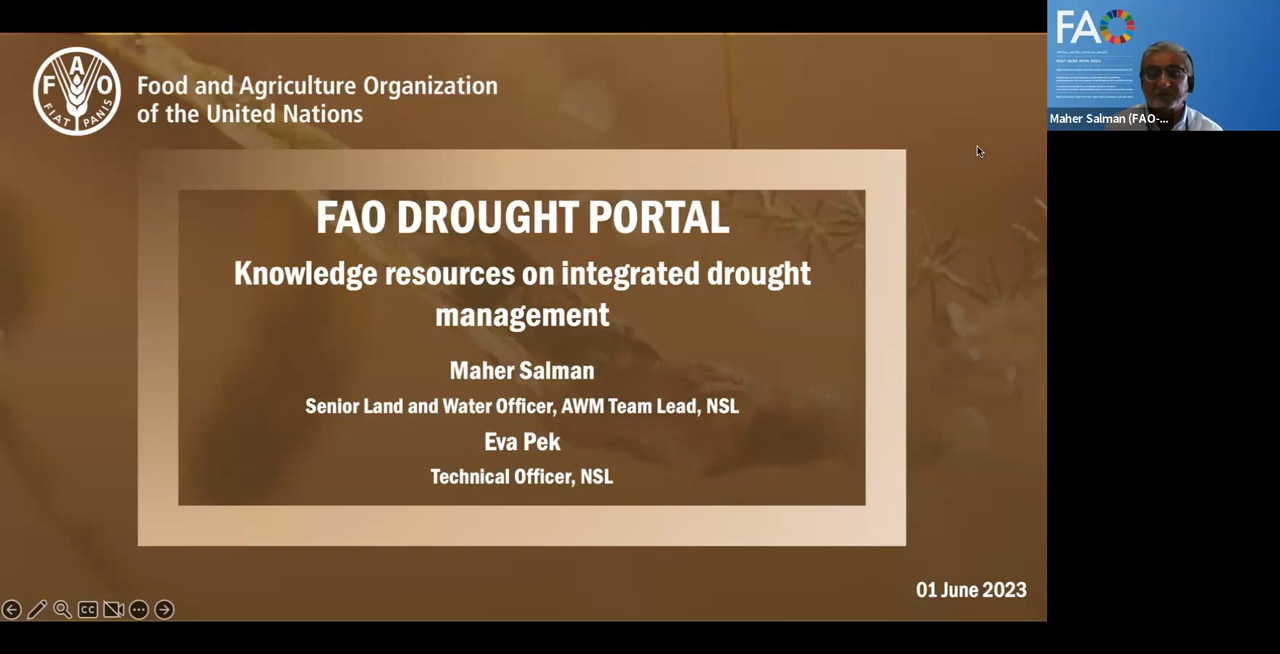 FAO
FIAT PANIS
Food and Agriculture Organization
of the United Nations
FAO DROUGHT PORTAL
Knowledge resources on integrated drought
management
Maher Salman
Senior Land and Water Officer, AWM Team Lead, NSL
Eva Pek
Technical Officer, NSL
01 June 2023
CC
FAO
Maher Salman (FAO-...